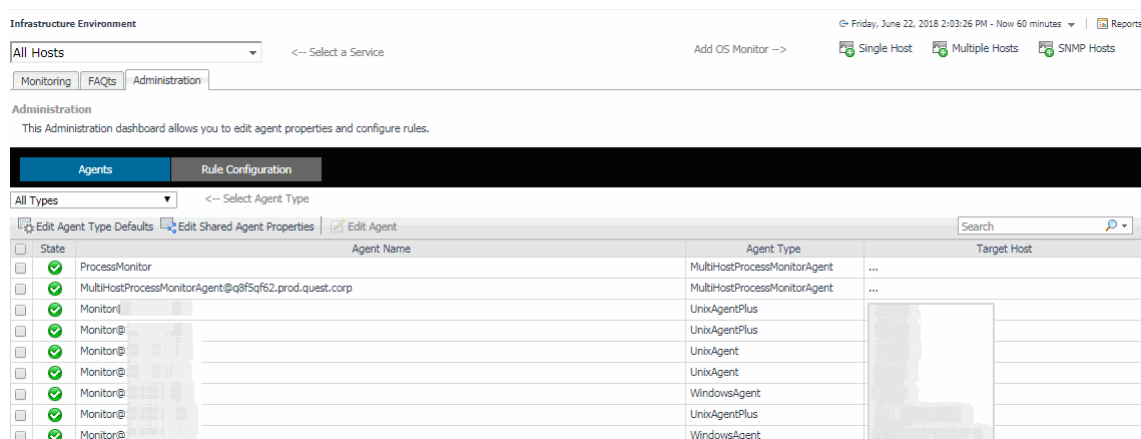 Infrastructure Environment
Friday, June 22, 2018 2:03:26 PM - Now 60 minutes Reports
All Hosts <-- Select a Service Add OS Monitor --> Single Host Multiple Hosts SNMP Hosts
Monitoring FAQts Administration
Administration
This Administration dashboard allows you to edit agent properties and configure rules.
Agents Rule Configuration
All Types <-- Select Agent Type
Edit Agent Type Defaults Edit Shared Agent Properties Edit Agent Search
State Agent Name Agent Type Target Host
ProcessMonitor MultiHostProcessMonitorAgent ...
MultiHostProcessMonitorAgent@q8f5qf62.prod.quest.corp MultiHostProcessMonitorAgent ...
Monitor@ UnixAgentPlus
Monitor@ UnixAgentPlus
Monitor@ UnixAgent
Monitor@ UnixAgent
Monitor@ WindowsAgent
Monitor@ UnixAgentPlus
Monitor@ WindowsAgent